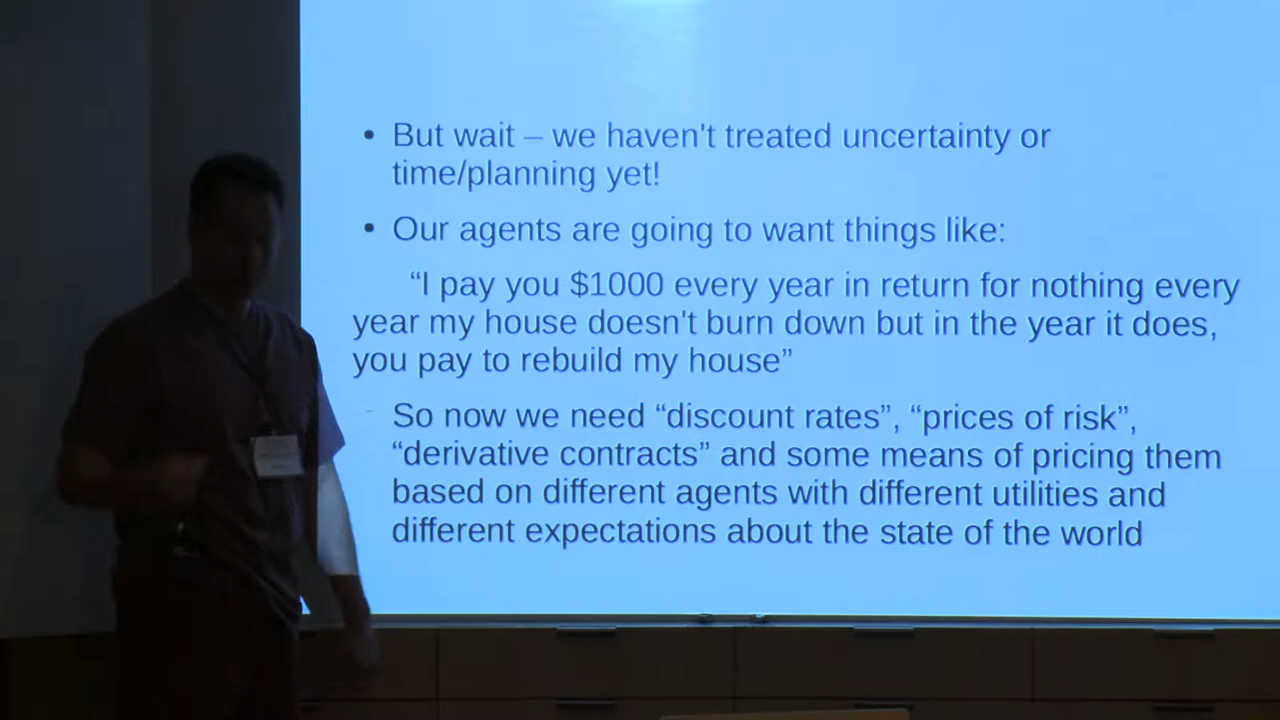 • But wait – we haven't treated uncertainty or
time/planning yet!
• Our agents are going to want things like:
“I pay you $1000 every year in return for nothing every
year my house doesn't burn down but in the year it does,
you pay to rebuild my house”
– So now we need “discount rates”, “prices of risk”,
“derivative contracts” and some means of pricing them
based on different agents with different utilities and
different expectations about the state of the world